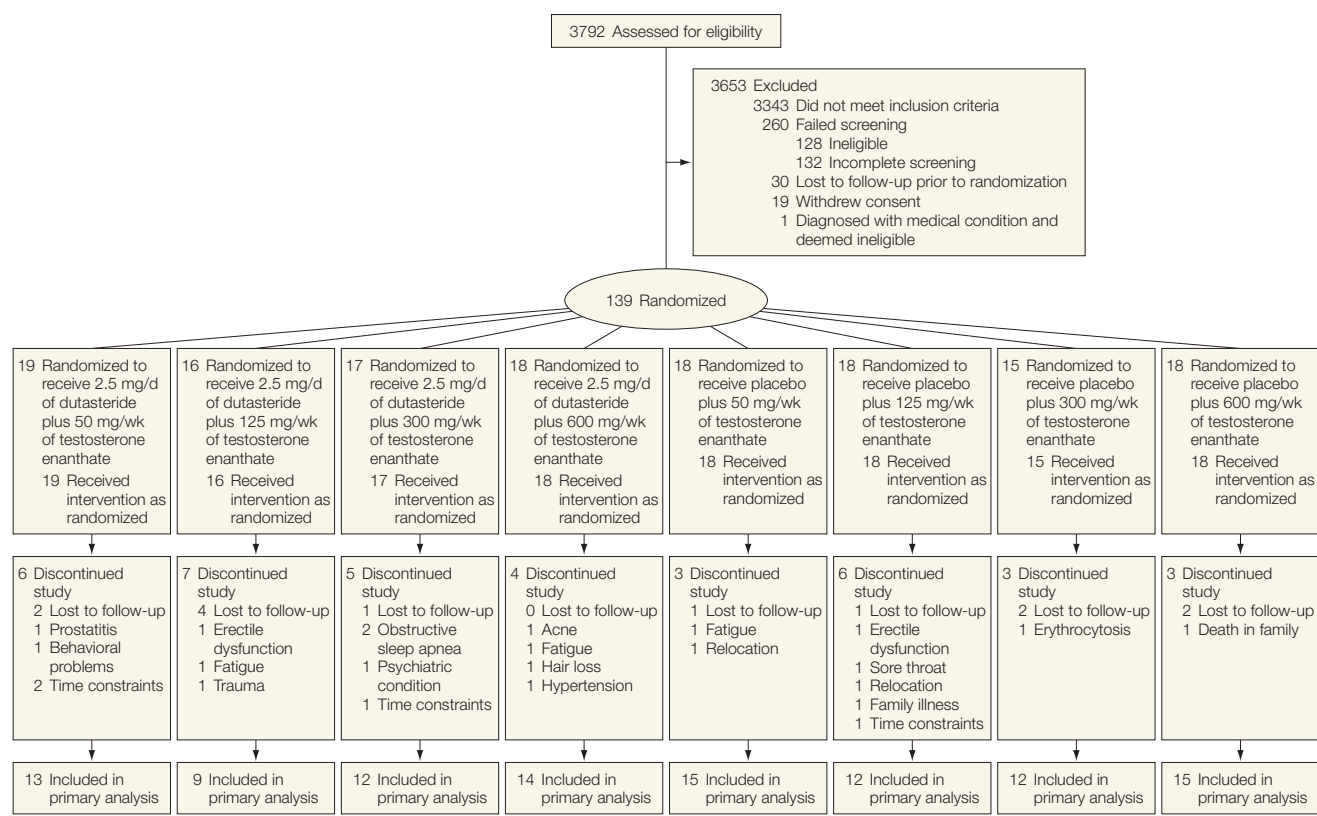 3792 Assessed for eligibility
3653 Excluded
3343 Did not meet inclusion criteria
260 Failed screening
128 Ineligible
132 Incomplete screening
30 Lost to follow-up prior to randomization
19 Withdrew consent
1 Diagnosed with medical condition and
deemed ineligible
139 Randomized
19 Randomized to
receive 2.5 mg/d
of dutasteride
plus 50 mg/wk
of testosterone
enanthate
19 Received
intervention as
randomized
16 Randomized to
receive 2.5 mg/d
of dutasteride
plus 125 mg/wk
of testosterone
enanthate
16 Received
intervention as
randomized
17 Randomized to
receive 2.5 mg/d
of dutasteride
plus 300 mg/wk
of testosterone
enanthate
17 Received
intervention as
randomized
18 Randomized to
receive 2.5 mg/d
of dutasteride
plus 600 mg/wk
of testosterone
enanthate
18 Received
intervention as
randomized
18 Randomized to
receive placebo
plus 50 mg/wk
of testosterone
enanthate
18 Received
intervention as
randomized
18 Randomized to
receive placebo
plus 125 mg/wk
of testosterone
enanthate
18 Received
intervention as
randomized
15 Randomized to
receive placebo
plus 300 mg/wk
of testosterone
enanthate
15 Received
intervention as
randomized
18 Randomized to
receive placebo
plus 600 mg/wk
of testosterone
enanthate
18 Received
intervention as
randomized
6 Discontinued
study
2 Lost to follow-up
1 Prostatitis
1 Behavioral
problems
2 Time constraints
7 Discontinued
study
4 Lost to follow-up
1 Erectile
dysfunction
1 Fatigue
1 Trauma
5 Discontinued
study
1 Lost to follow-up
2 Obstructive
sleep apnea
1 Psychiatric
condition
1 Time constraints
4 Discontinued
study
0 Lost to follow-up
1 Acne
1 Fatigue
1 Hair loss
1 Hypertension
3 Discontinued
study
1 Lost to follow-up
1 Fatigue
1 Relocation
6 Discontinued
study
1 Lost to follow-up
1 Erectile
dysfunction
1 Sore throat
1 Relocation
1 Family illness
1 Time constraints
3 Discontinued
study
2 Lost to follow-up
1 Erythrocytosis
3 Discontinued
study
2 Lost to follow-up
1 Death in family
13 Included in
primary analysis
9 Included in
primary analysis
12 Included in
primary analysis
14 Included in
primary analysis
15 Included in
primary analysis
12 Included in
primary analysis
12 Included in
primary analysis
15 Included in
primary analysis